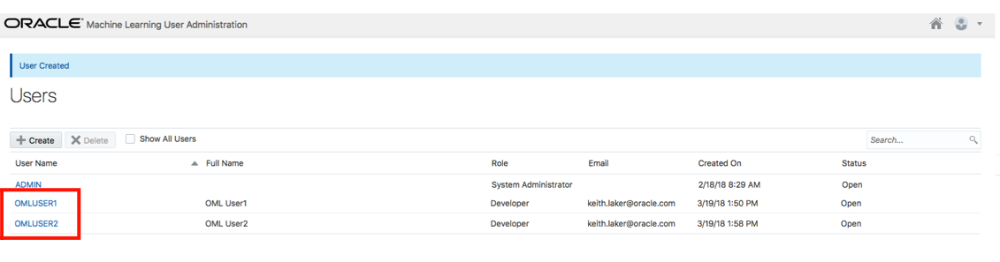 ORACLE® Machine Learning User Administration
User Created
Users
Create Delete Show All Users Search...
User Name Full Name Role Email Created On Status
ADMIN System Administrator 2/18/18 8:29 AM Open
OMLUSER1 OML User1 Developer keith.laker@oracle.com 3/19/18 1:50 PM Open
OMLUSER2 OML User2 Developer keith.laker@oracle.com 3/19/18 1:58 PM Open